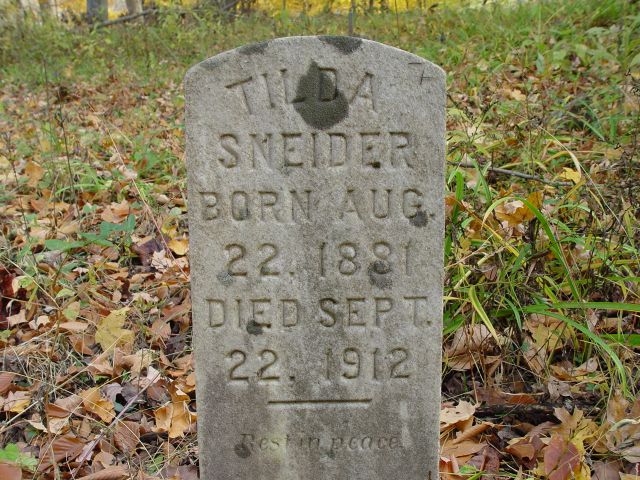 TILDA
SNEIDER
BORN AUG.
22. 1881
DIED SEPT.
22. 1912
Rest in peace.